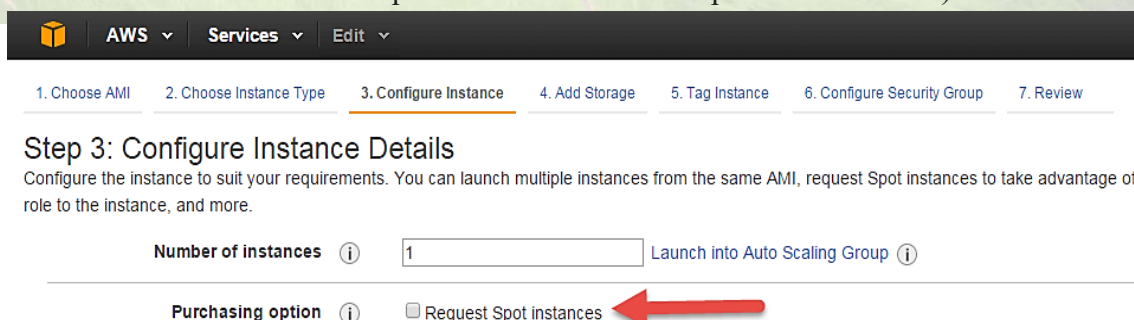 AWS Services Edit
1. Choose AMI 2. Choose Instance Type 3. Configure Instance 4. Add Storage 5. Tag Instance 6. Configure Security Group 7. Review
Step 3: Configure Instance Details
Configure the instance to suit your requirements. You can launch multiple instances from the same AMI, request Spot instances to take advantage of
role to the instance, and more.
Number of instances i 1 Launch into Auto Scaling Group i
Purchasing option i Request Spot instances